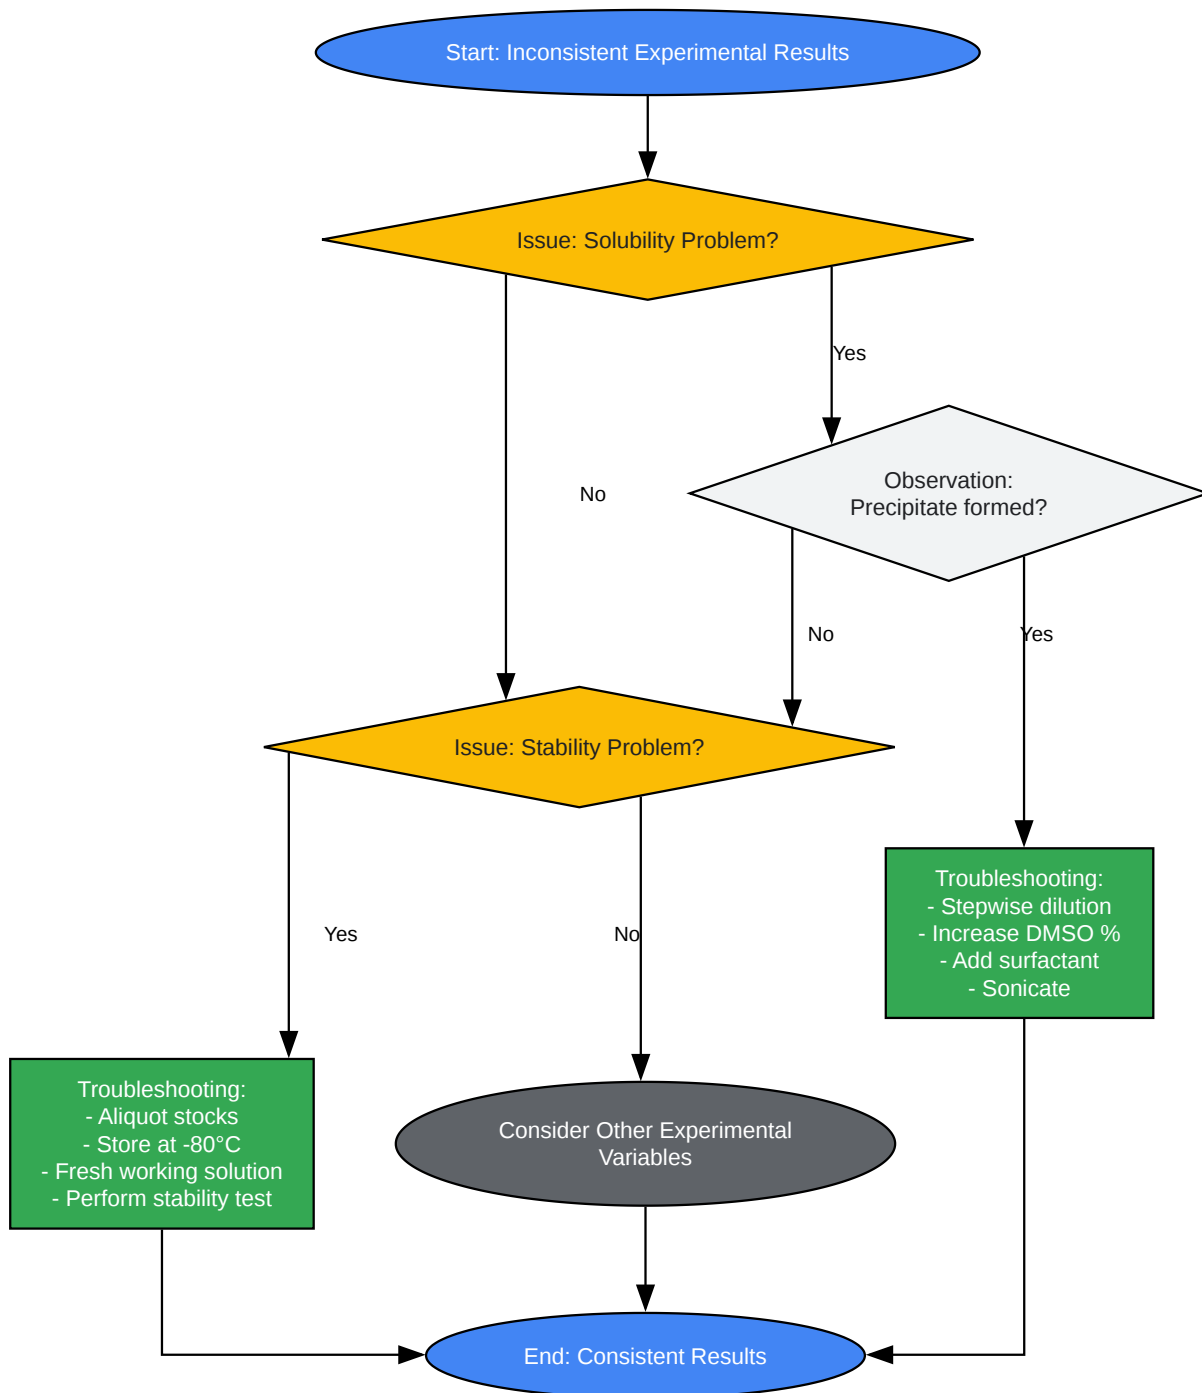 Start: Inconsistent Experimental Results
Issue: Solubility Problem?
Yes
Observation:
Precipitate formed?
No
No
Yes
Issue: Stability Problem?
Troubleshooting:
- Stepwise dilution
- Increase DMSO %
- Add surfactant
- Sonicate
Yes
No
Troubleshooting:
- Aliquot stocks
- Store at -80°C
- Fresh working solution
- Perform stability test
Consider Other Experimental
Variables
End: Consistent Results